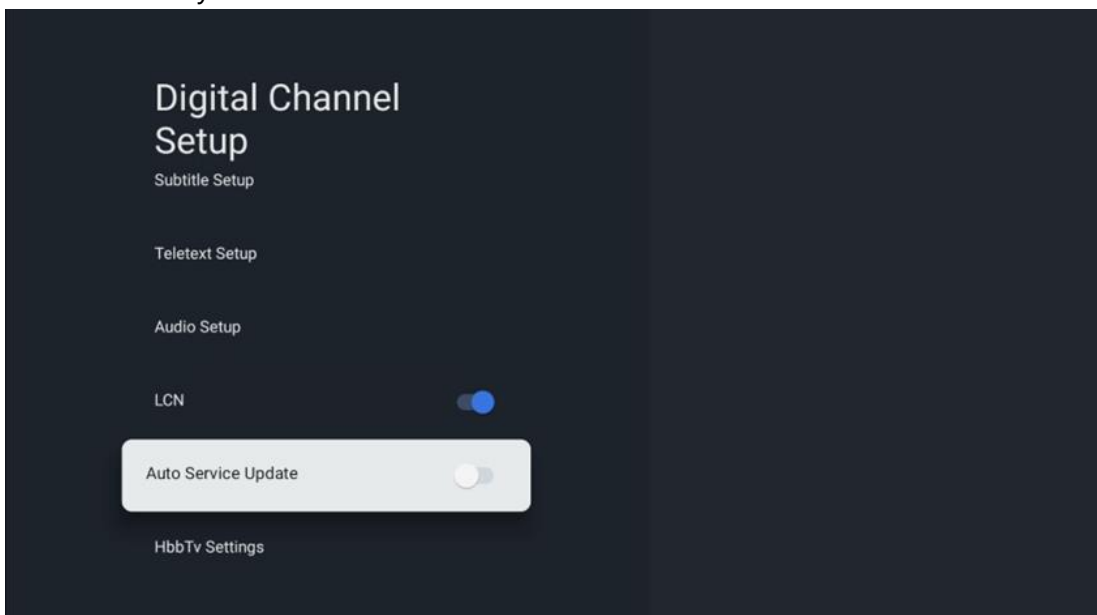 Digital Channel
Setup
Subtitle Setup
Teletext Setup
Audio Setup
LCN
Auto Service Update
HbbTv Settings